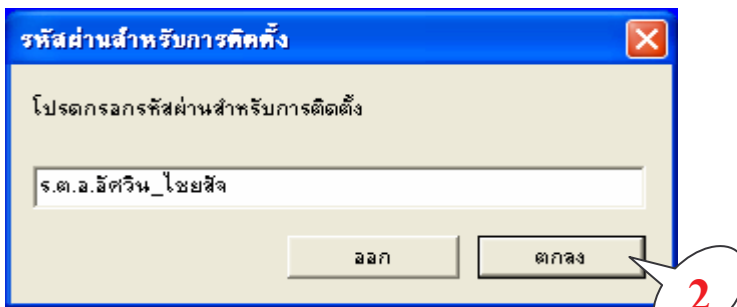 รหัสผ่านสำหรับการติดตั้ง
โปรดกรอกรหัสผ่านสำหรับการติดตั้ง
ร.ต.อ.อัศวิน_ไชยสัจ
ออก ตกลง
2